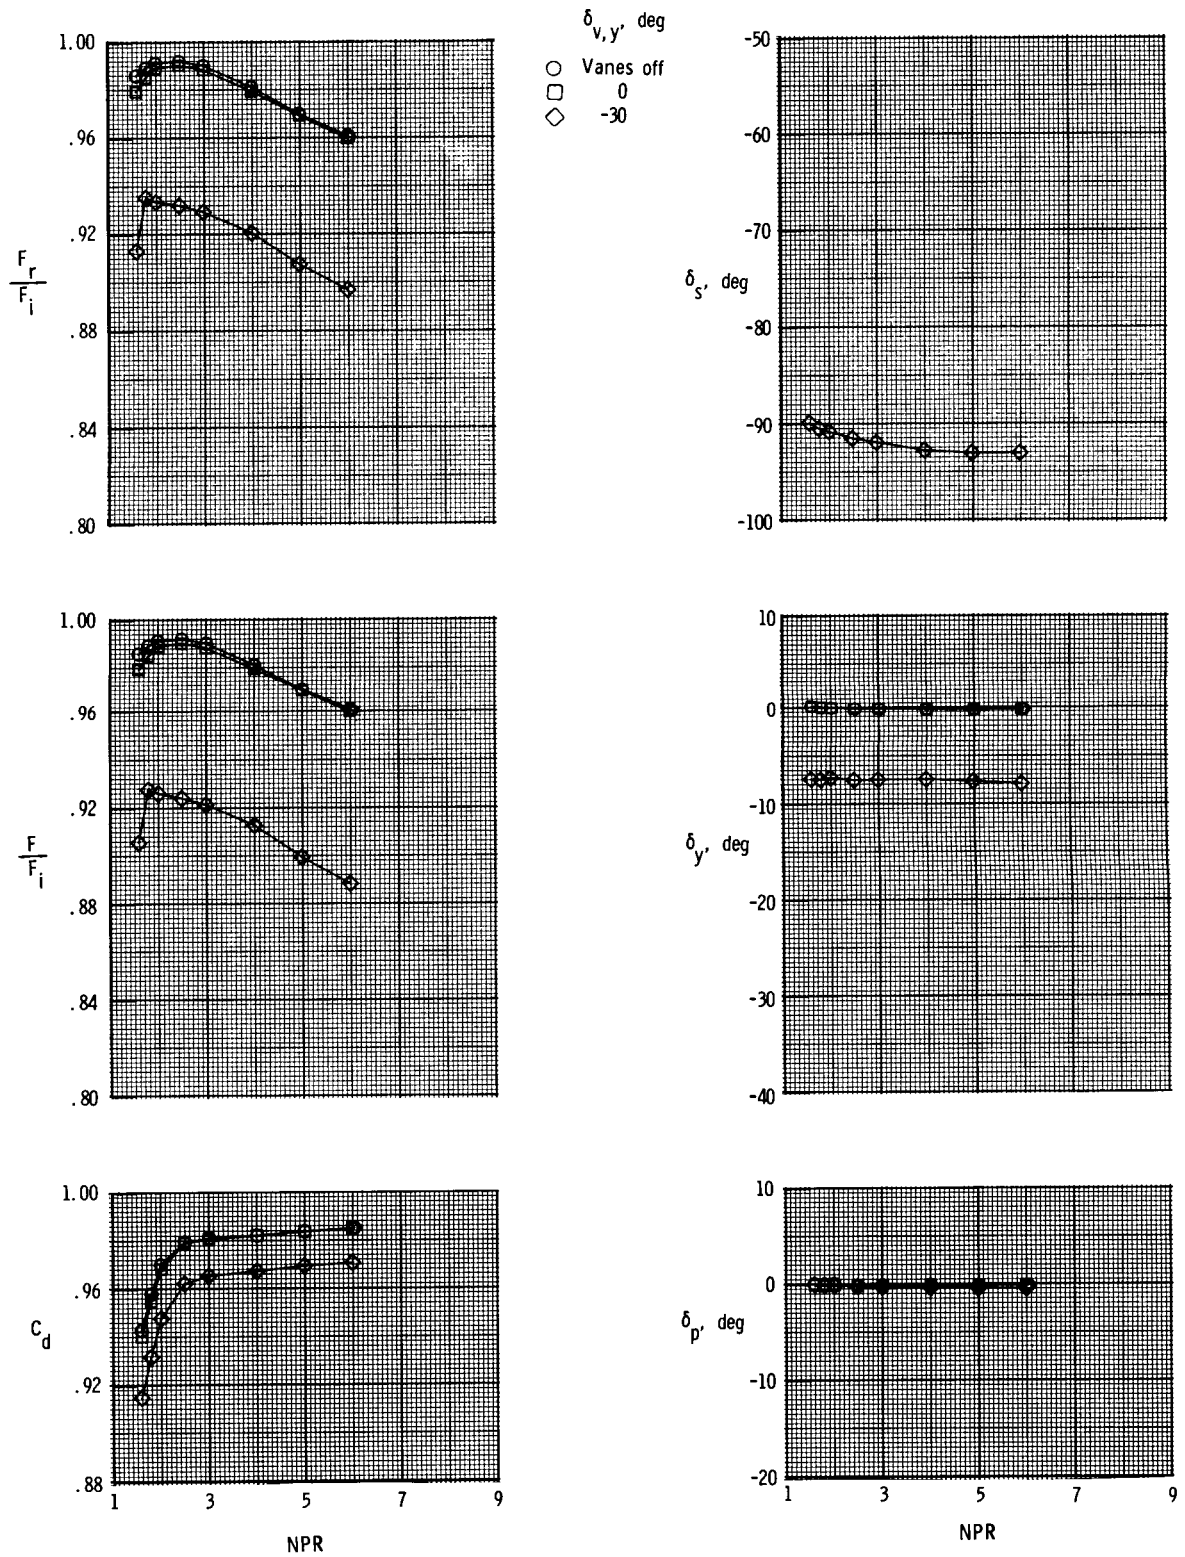 δv,y, deg
Vanes off
0
-30
1.00
.96
.92
.88
.84
.80
Fr
Fi
-50
-60
-70
-80
-90
-100
δs, deg
1.00
.96
.92
.88
.84
.80
F
Fi
10
0
-10
-20
-30
-40
δy, deg
1.00
.96
.92
.88
Cd
1 3 5 7 9
NPR
10
0
-10
-20
δp, deg
1 3 5 7 9
NPR